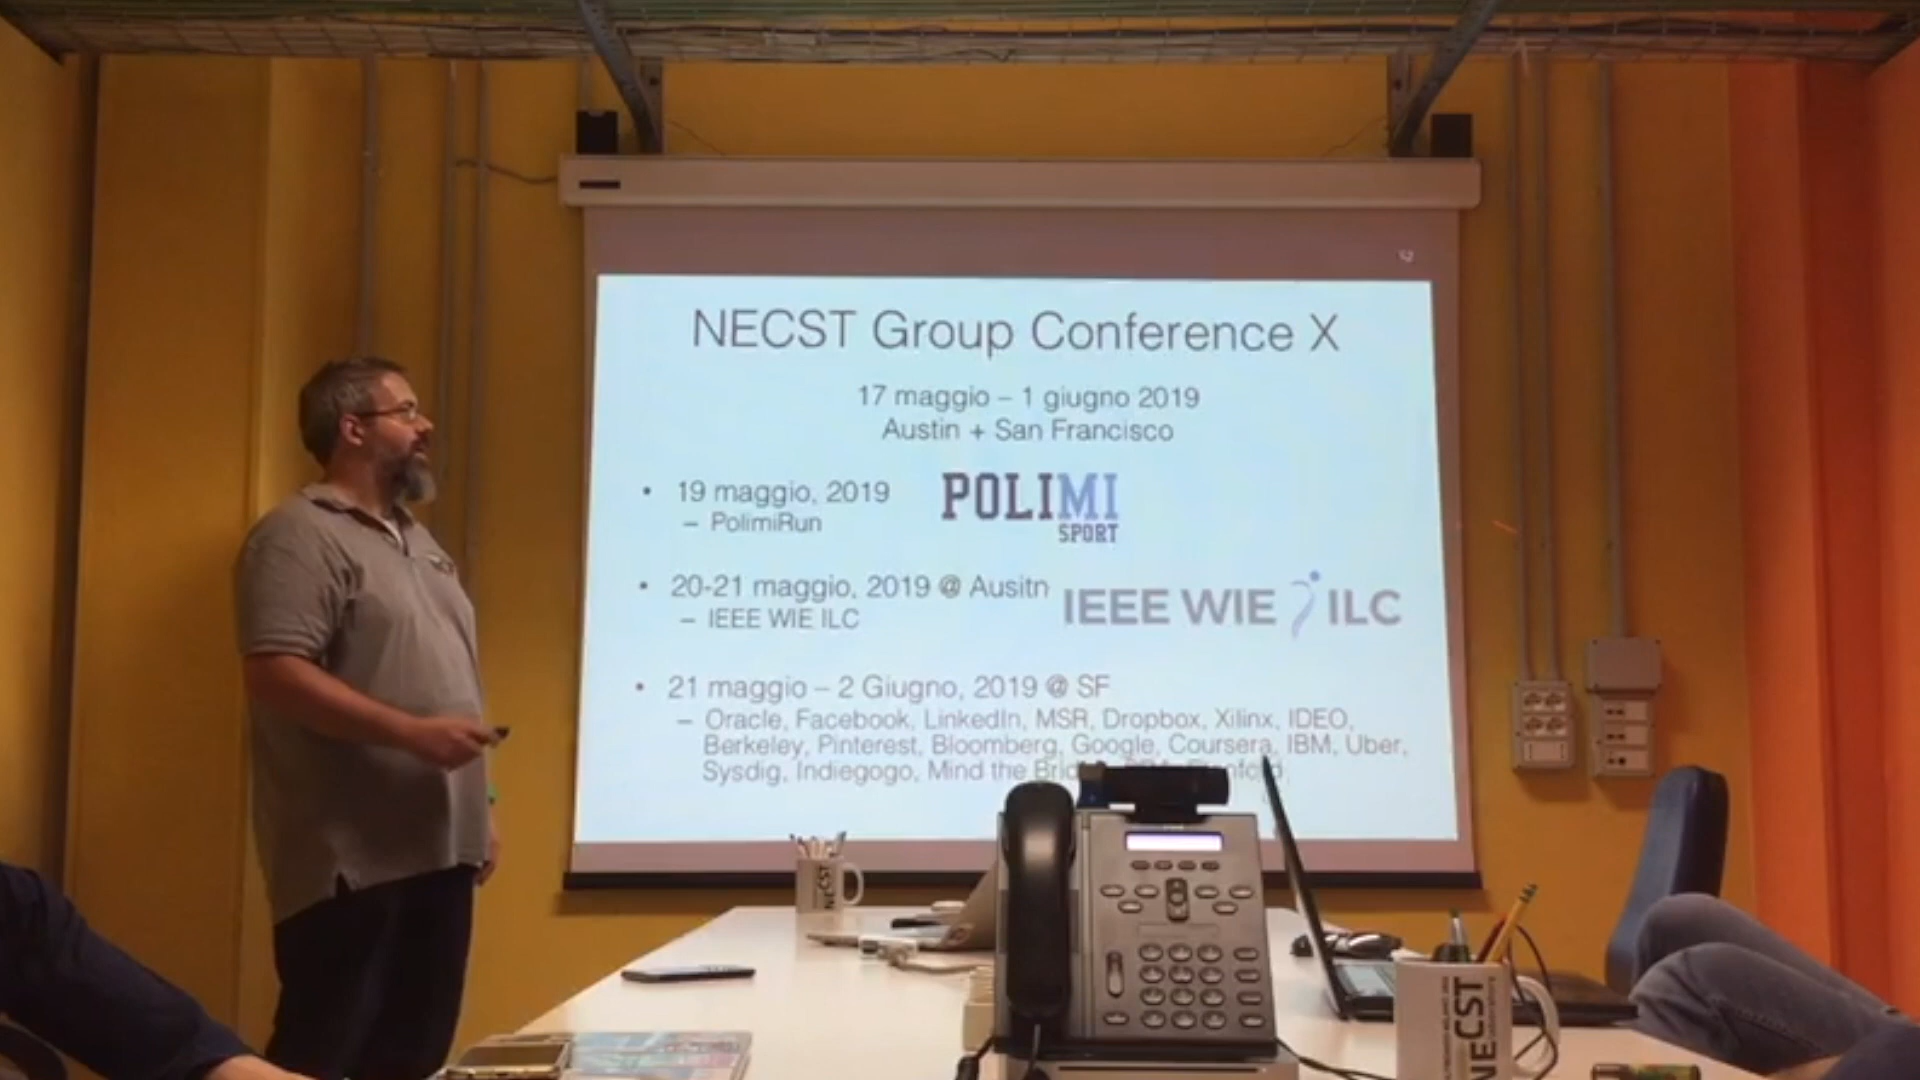 NECST Group Conference X
17 maggio – 1 giugno 2019
Austin + San Francisco
• 19 maggio, 2019
– PolimiRun
POLIMI
SPORT
• 20-21 maggio, 2019 @ Ausitn
– IEEE WIE ILC
IEEE WIE ILC
• 21 maggio – 2 Giugno, 2019 @ SF
– Oracle, Facebook, LinkedIn, MSR, Dropbox, Xilinx, IDEO,
Berkeley, Pinterest, Bloomberg, Google, Coursera, IBM, Uber,
Sysdig, Indiegogo, Mind the
NECST
NECST